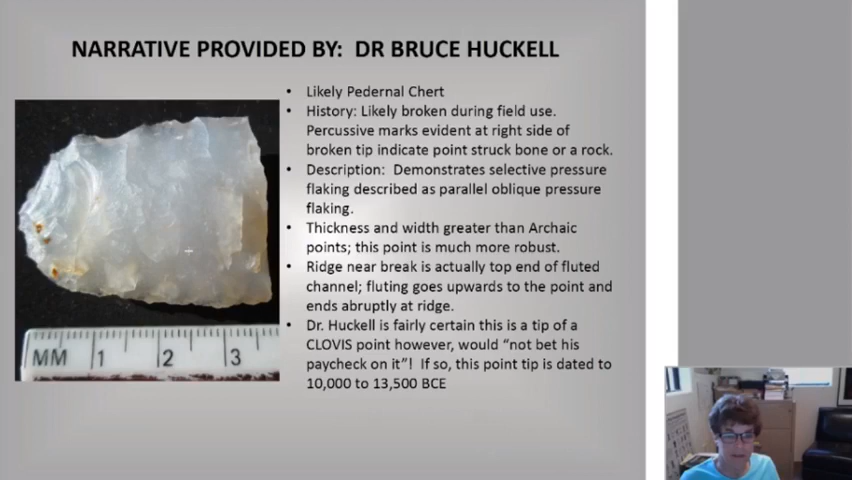 NARRATIVE PROVIDED BY: DR BRUCE HUCKELL
• Likely Pedernal Chert
• History: Likely broken during field use.
Percussive marks evident at right side of
broken tip indicate point struck bone or a rock.
• Description: Demonstrates selective pressure
flaking described as parallel oblique pressure
flaking.
• Thickness and width greater than Archaic
points; this point is much more robust.
• Ridge near break is actually top end of fluted
channel; fluting goes upwards to the point and
ends abruptly at ridge.
• Dr. Huckell is fairly certain this is a tip of a
CLOVIS point however, would “not bet his
paycheck on it”! If so, this point tip is dated to
10,000 to 13,500 BCE
MM 1 2 3